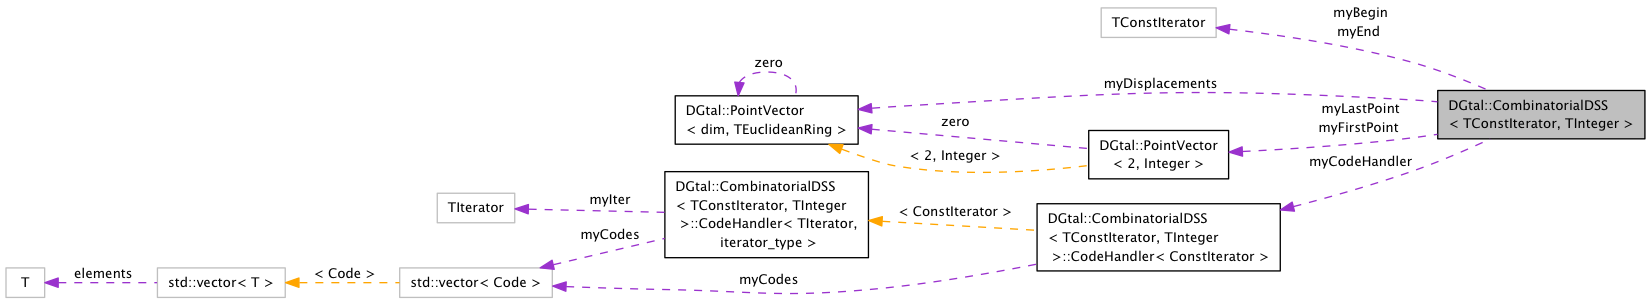 myBegin
myEnd
TConstIterator
zero
myDisplacements
DGtal::PointVector
< dim, TEuclideanRing >
DGtal::CombinatorialDSS
< TConstIterator, TInteger >
myLastPoint
myFirstPoint
zero
DGtal::PointVector
< 2, Integer >
< 2, Integer >
myCodeHandler
DGtal::CombinatorialDSS
< TConstIterator, TInteger
>::CodeHandler< TIterator,
iterator_type >
TIterator
myIter
< ConstIterator >
DGtal::CombinatorialDSS
< TConstIterator, TInteger
>::CodeHandler< ConstIterator >
myCodes
T
elements
std::vector< T >
< Code >
std::vector< Code >
myCodes